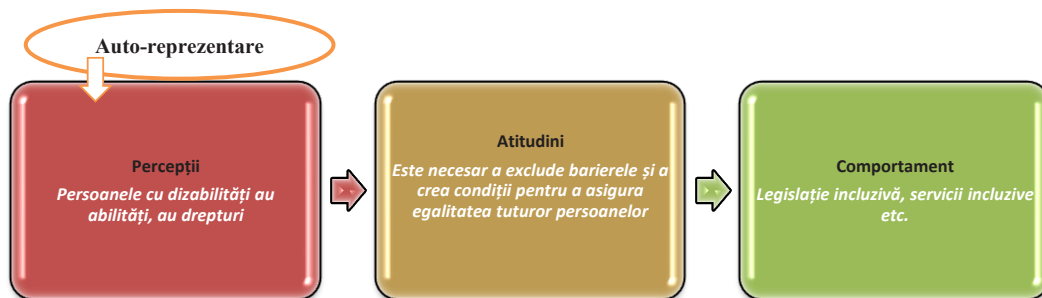 Auto-reprezentare
Percepții
Persoanele cu dizabilități au
abilități, au drepturi
Atitudini
Este necesar a exclude barierele și a
crea condiții pentru a asigura
egalitatea tuturor persoanelor
Comportament
Legislație incluzivă, servicii incluzive
etc.